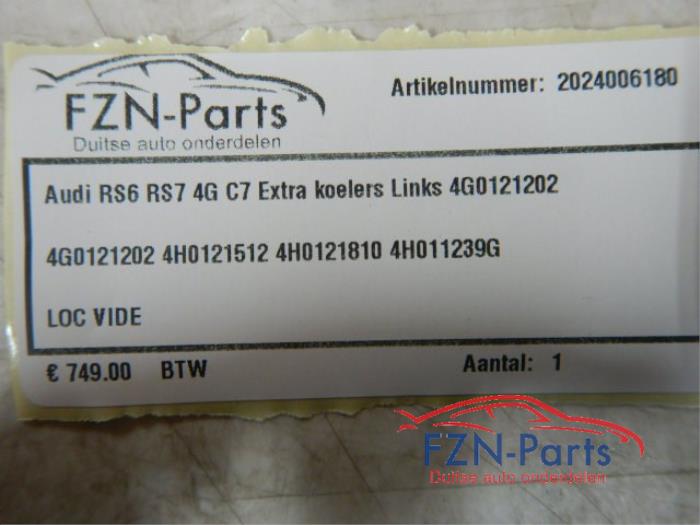 FZN-Parts
Duitse auto onderdelen
Artikelnummer: 2024006180
Audi RS6 RS7 4G C7 Extra koelers Links 4G0121202
4G0121202 4H0121512 4H0121810 4H011239G
LOC VIDE
€ 749.00 BTW Aantal: 1
FZN-Parts
Duitse auto onderdelen